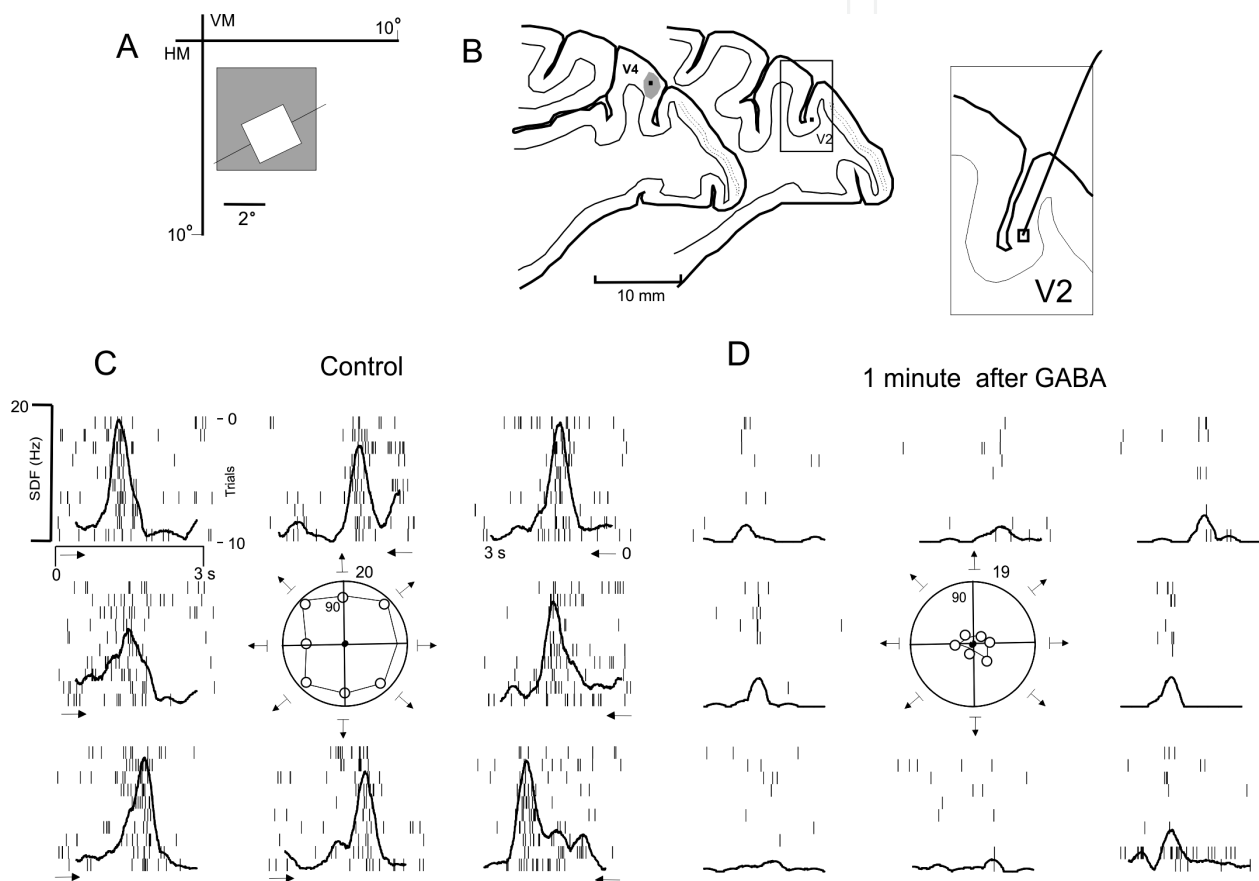 A
VM
HM
10°
10°
2°
B
V4
V2
10 mm
V2
C
Control
20
SDF (Hz)
0
Trials
10
0
3 s
3 s
0
20
90
D
1 minute after GABA
19
90